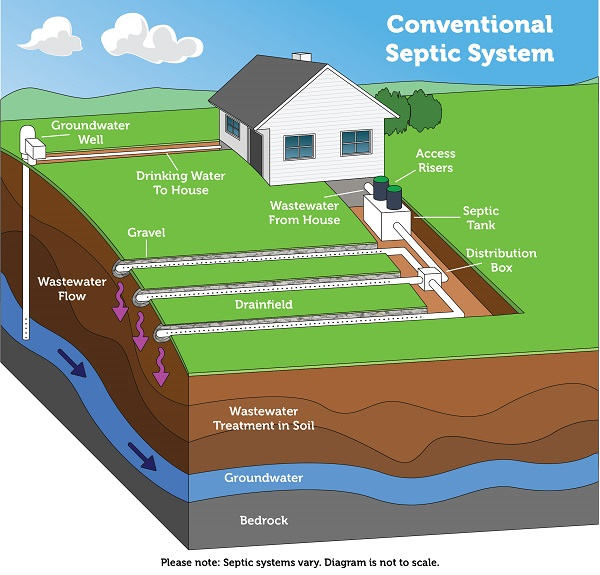 Conventional
Septic System
Groundwater
Well
Drinking Water
To House
Access
Risers
Wastewater
From House
Septic
Tank
Gravel
Distribution
Box
Wastewater
Flow
Drainfield
Wastewater
Treatment in Soil
Groundwater
Bedrock
Please note: Septic systems vary. Diagram is not to scale.